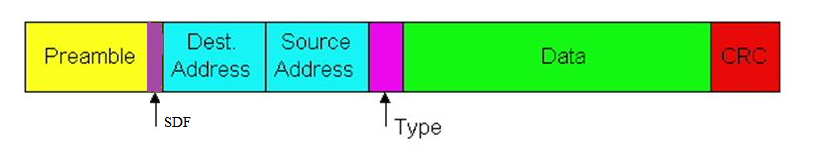 Preamble
Dest.
Address
Source
Address
Data
CRC
SDF
Type